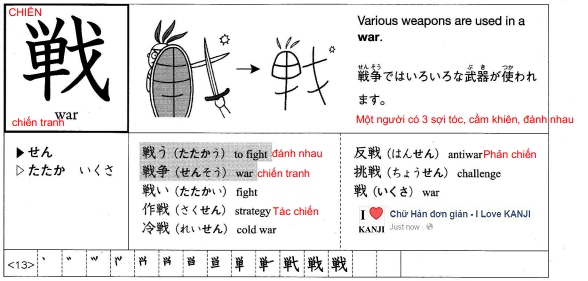 CHIẾN
戦
war
chiến tranh
Various weapons are used in a
war.
せんそう ぶき つか
戦争ではいろいろな武器が使われ
ます。
Một người có 3 sợi tóc, cầm khiên, đánh nhau
▶せん
▷たたか いくさ
戦う（たたかう） to fight đánh nhau
戦争（せんそう） war chiến tranh
戦い（たたかい） fight
作戦（さくせん） strategy Tác chiến
冷戦（れいせん） cold war
反戦（はんせん） antiwar Phản chiến
挑戦（ちょうせん） challenge
戦（いくさ） war
I ❤ KANJI
Chữ Hán đơn giản - I Love KANJI
Just now
<13>
単 戦 戦